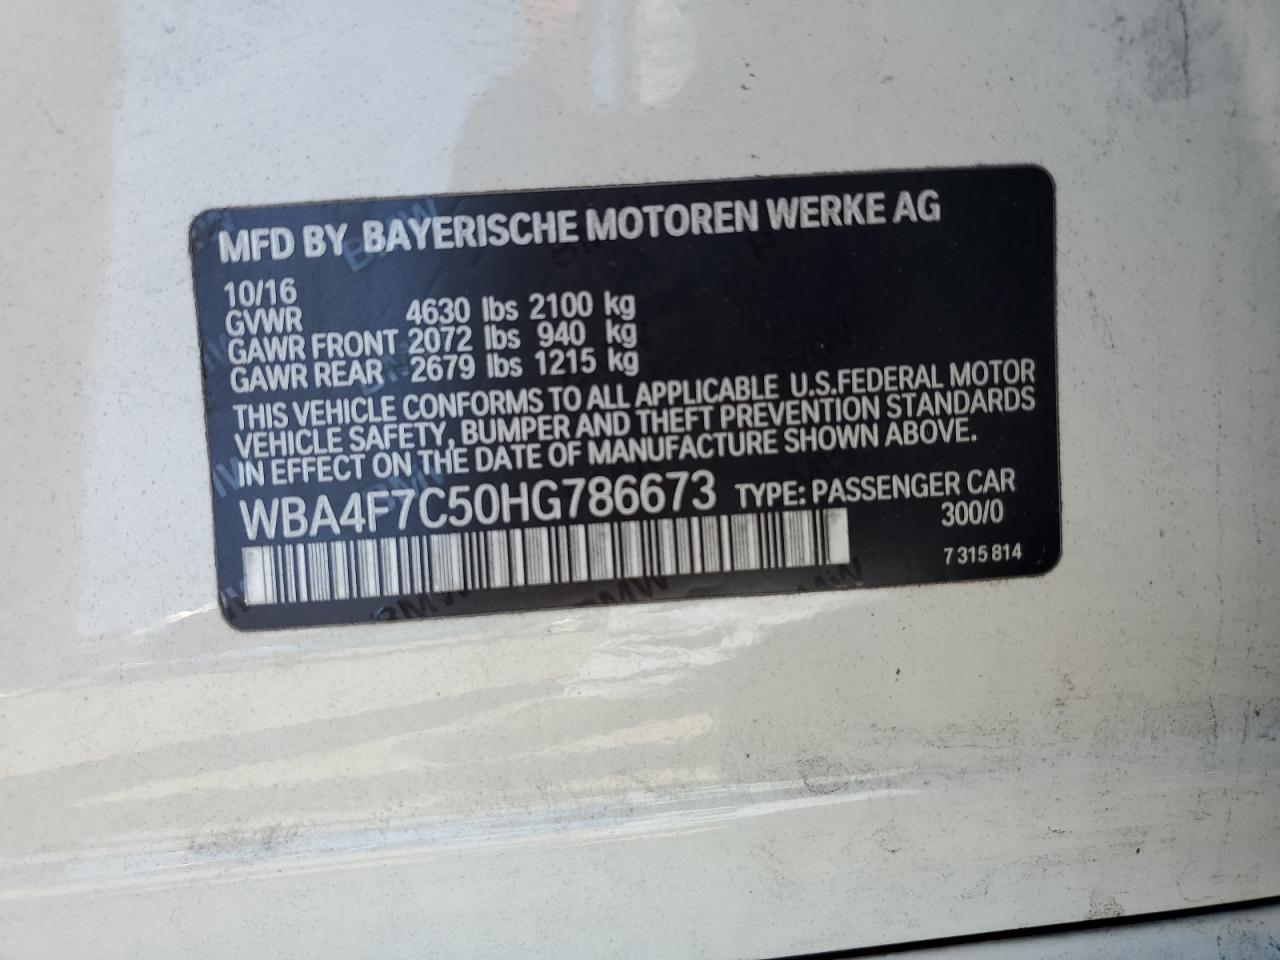 MFD BY BAYERISCHE MOTOREN WERKE AG
10/16
GVWR 4630 lbs 2100 kg
GAWR FRONT 2072 lbs 940 kg
GAWR REAR 2679 lbs 1215 kg
THIS VEHICLE CONFORMS TO ALL APPLICABLE U.S.FEDERAL MOTOR
VEHICLE SAFETY, BUMPER AND THEFT PREVENTION STANDARDS
IN EFFECT ON THE DATE OF MANUFACTURE SHOWN ABOVE.
WBA4F7C50HG786673 TYPE: PASSENGER CAR
300/0
7 315 814